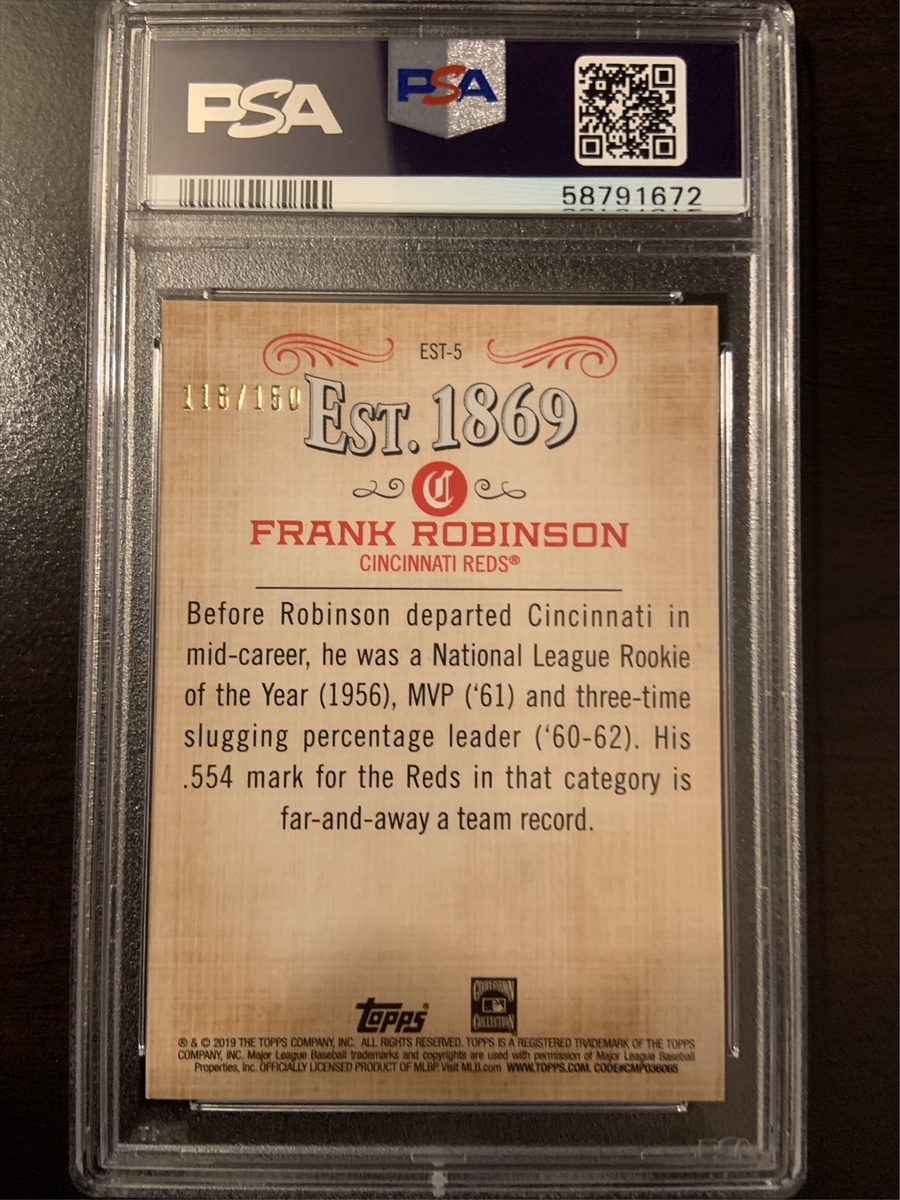 PSA
PSA
58791672
EST-5
116/150
EST. 1869
C
FRANK ROBINSON
CINCINNATI REDS®
Before Robinson departed Cincinnati in
mid-career, he was a National League Rookie
of the Year (1956), MVP (‘61) and three-time
slugging percentage leader (‘60-62). His
.554 mark for the Reds in that category is
far-and-away a team record.
topps®
COOPERSTOWN
COLLECTION
® & © 2019 THE TOPPS COMPANY, INC. ALL RIGHTS RESERVED. TOPPS IS A REGISTERED TRADEMARK OF THE TOPPS
COMPANY, INC. Major League Baseball trademarks and copyrights are used with permission of Major League Baseball
Properties, Inc. OFFICIALLY LICENSED PRODUCT OF MLBP. Visit MLB.com WWW.TOPPS.COM. CODE#CMP036065
PSA